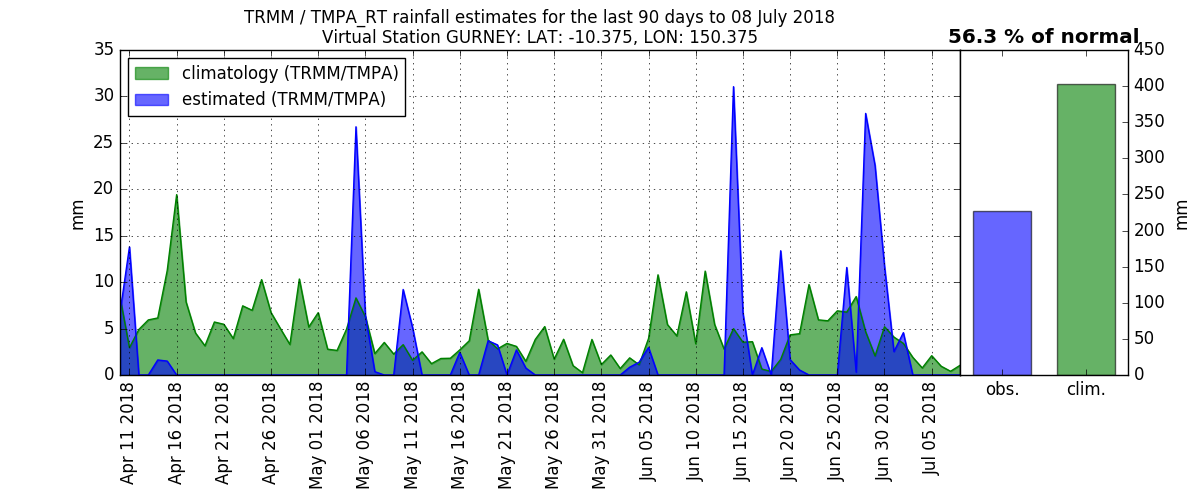 TRMM / TMPA_RT rainfall estimates for the last 90 days to 08 July 2018
Virtual Station GURNEY: LAT: -10.375, LON: 150.375
56.3 % of normal
climatology (TRMM/TMPA)
estimated (TRMM/TMPA)
35
30
25
20
15
10
5
0
mm
450
400
350
300
250
200
150
100
50
0
mm
obs.
clim.
Apr 11 2018
Apr 16 2018
Apr 21 2018
Apr 26 2018
May 01 2018
May 06 2018
May 11 2018
May 16 2018
May 21 2018
May 26 2018
May 31 2018
Jun 05 2018
Jun 10 2018
Jun 15 2018
Jun 20 2018
Jun 25 2018
Jun 30 2018
Jul 05 2018